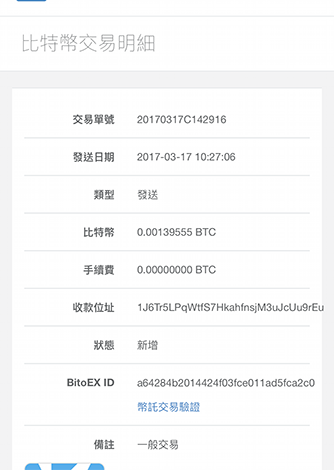 比特幣交易明細
交易單號 20170317C142916
發送日期 2017-03-17 10:27:06
類型 發送
比特幣 0.00139555 BTC
手續費 0.00000000 BTC
收款位址 1J6Tr5LPqWtfS7HkahfnsjM3uJcUu9rEu
狀態 新增
BitoEX ID a64284b2014424f03fce011ad5fca2c0
幣託交易驗證
備註 一般交易